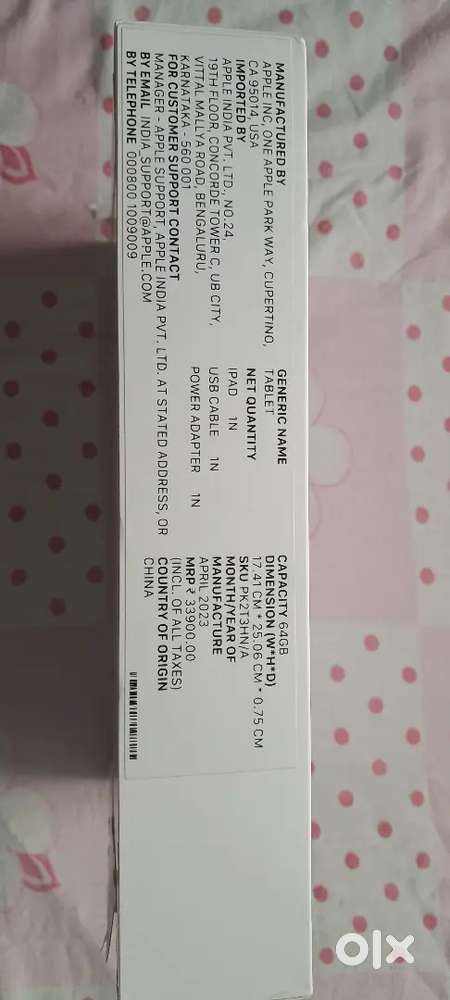 MANUFACTURED BY
APPLE INC, ONE APPLE PARK WAY, CUPERTINO,
CA 95014, USA
IMPORTED BY
APPLE INDIA PVT. LTD., NO.24,
19TH FLOOR, CONCORDE TOWER C, UB CITY,
VITTAL MALLYA ROAD, BENGALURU,
KARNATAKA - 560 001
FOR CUSTOMER SUPPORT CONTACT
MANAGER - APPLE SUPPORT, APPLE INDIA PVT. LTD. AT STATED ADDRESS, OR
BY EMAIL INDIA_SUPPORT@APPLE.COM
BY TELEPHONE 000800 1009009
GENERIC NAME
TABLET
NET QUANTITY
IPAD 1N
USB CABLE 1N
POWER ADAPTER 1N
CAPACITY 64GB
DIMENSION (W*H*D)
17.41 CM * 25.06 CM * 0.75 CM
SKU PK2T3HN/A
MONTH/YEAR OF
MANUFACTURE
APRIL 2023
MRP ₹ 33900.00
(INCL. OF ALL TAXES)
COUNTRY OF ORIGIN
CHINA
olx